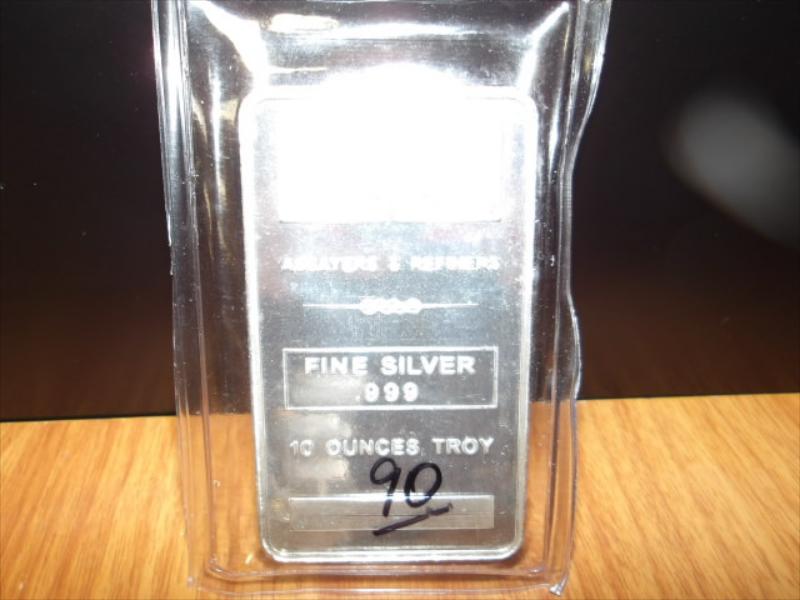 ASSAYERS & REFINERS
FINE SILVER
.999
10 OUNCES TROY
90